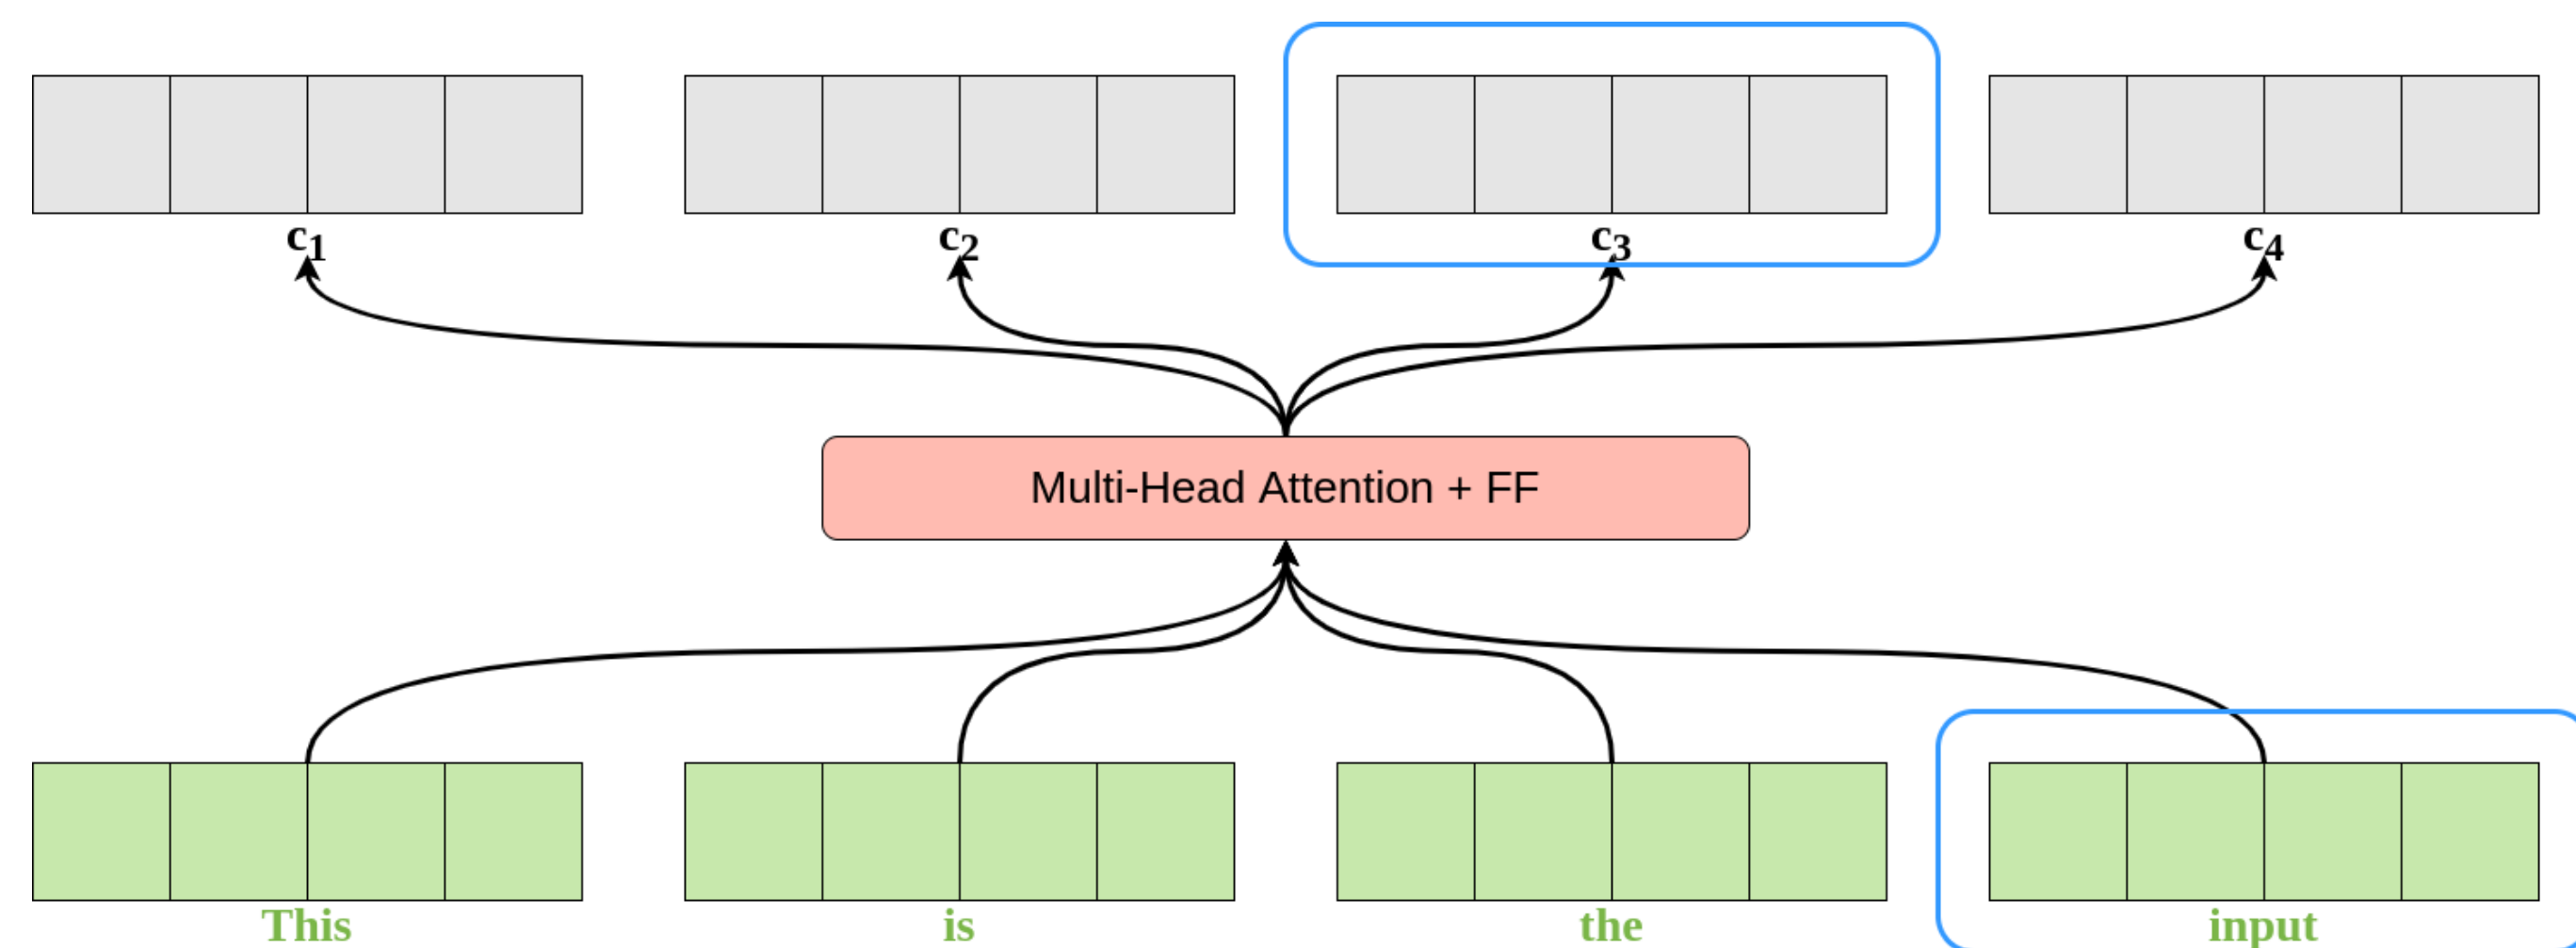 c₁ c₂ c₃ c₄
Multi-Head Attention + FF
This is the input